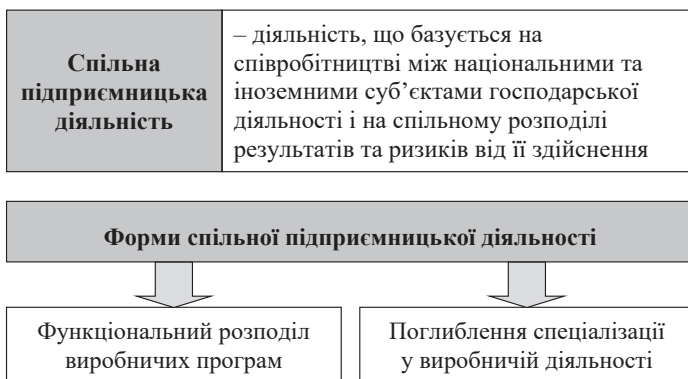 Спільна
підприємницька
діяльність
– діяльність, що базується на
співробітництві між національними та
іноземними суб’єктами господарської
діяльності і на спільному розподілі
результатів та ризиків від її здійснення
Форми спільної підприємницької діяльності
Функціональний розподіл
виробничих програм
Поглиблення спеціалізації
у виробничій діяльності